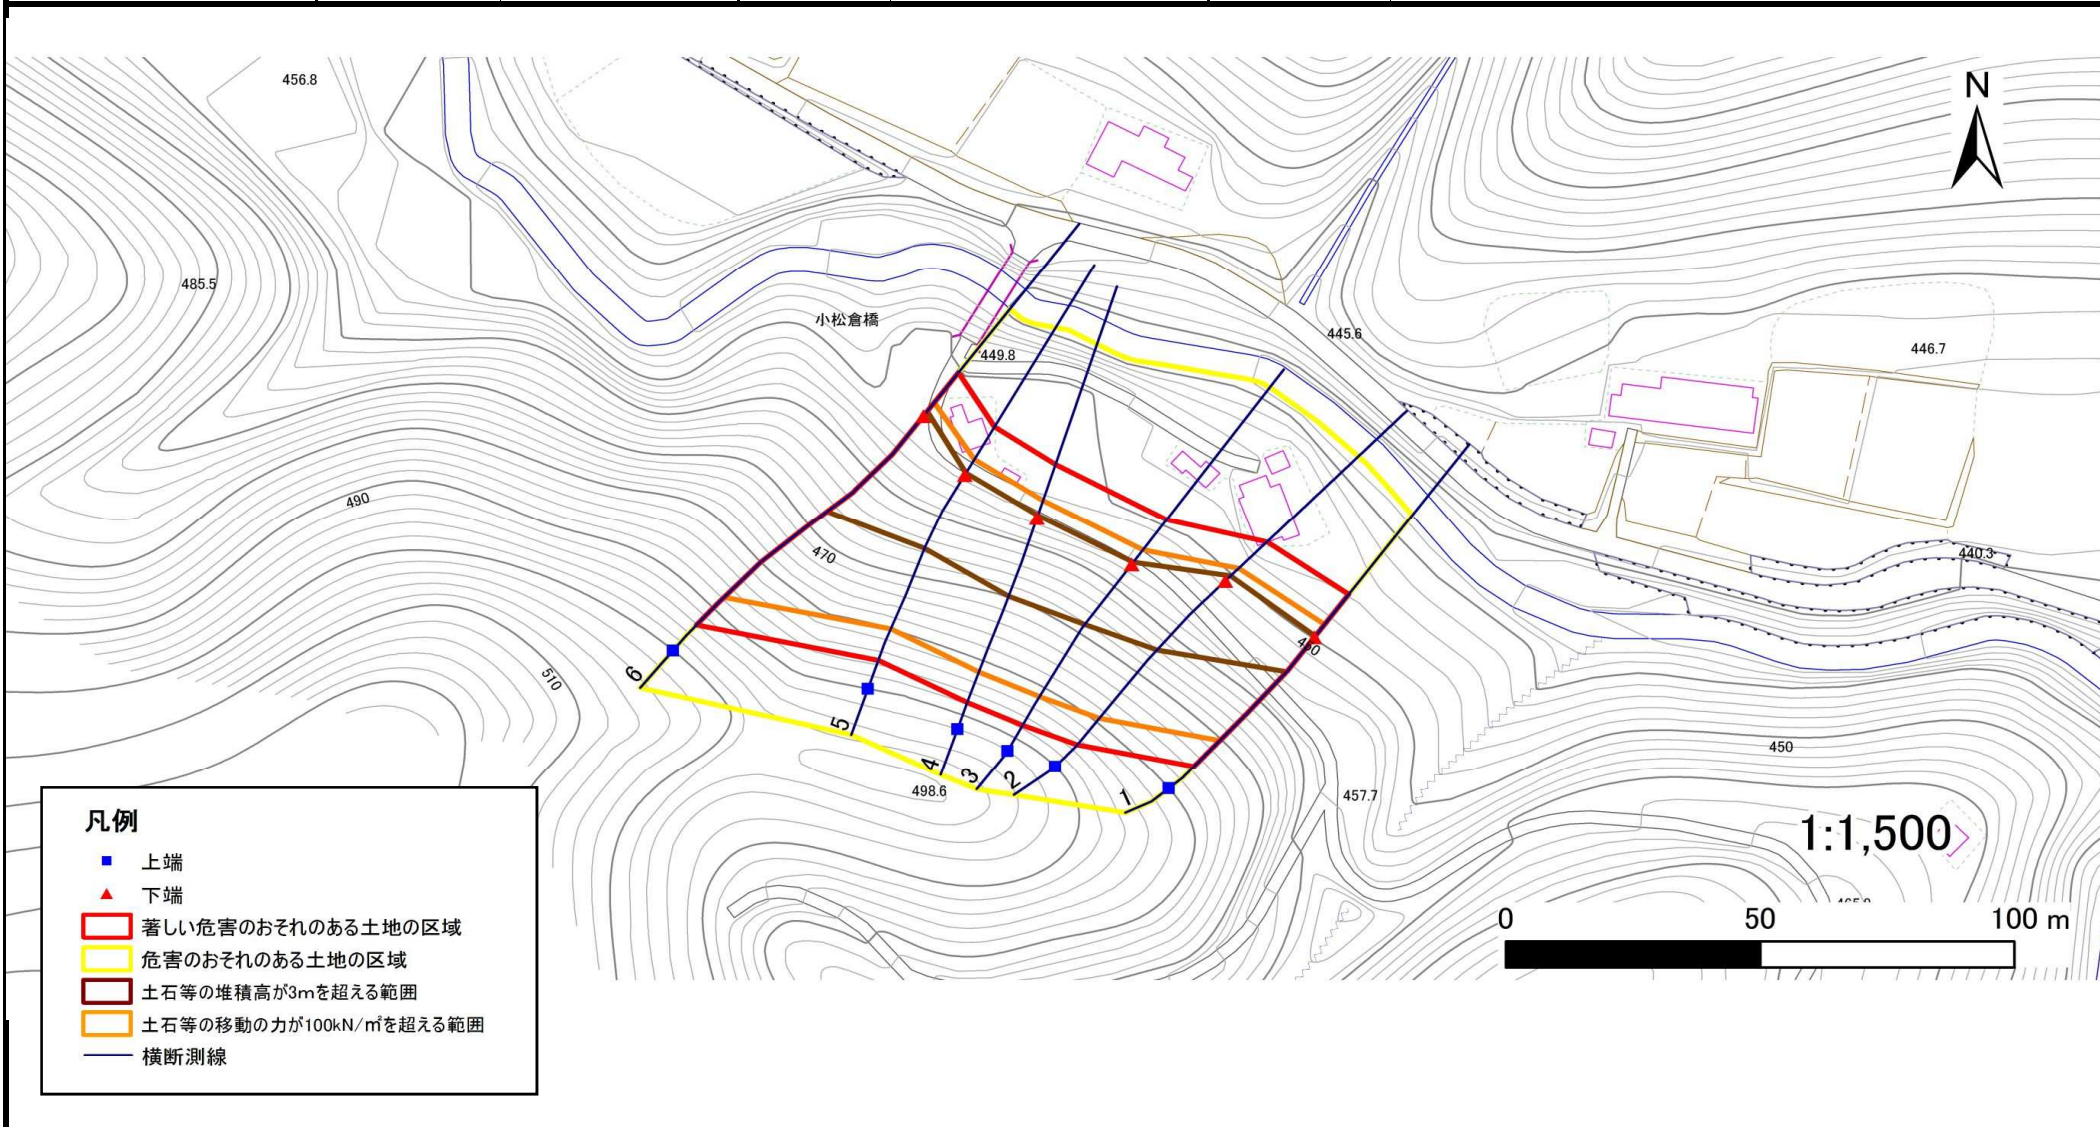 456.8
N
485.5
小松倉橋
445.6
449.8
446.7
490
470
440.3
460
6
510
5
4
3
2
1
498.6
450
457.7
1:1,500
0 50 100 m
凡例
上端
下端
著しい危害のおそれのある土地の区域
危害のおそれのある土地の区域
土石等の堆積高が3mを超える範囲
土石等の移動の力が100kN/㎡を超える範囲
横断測線